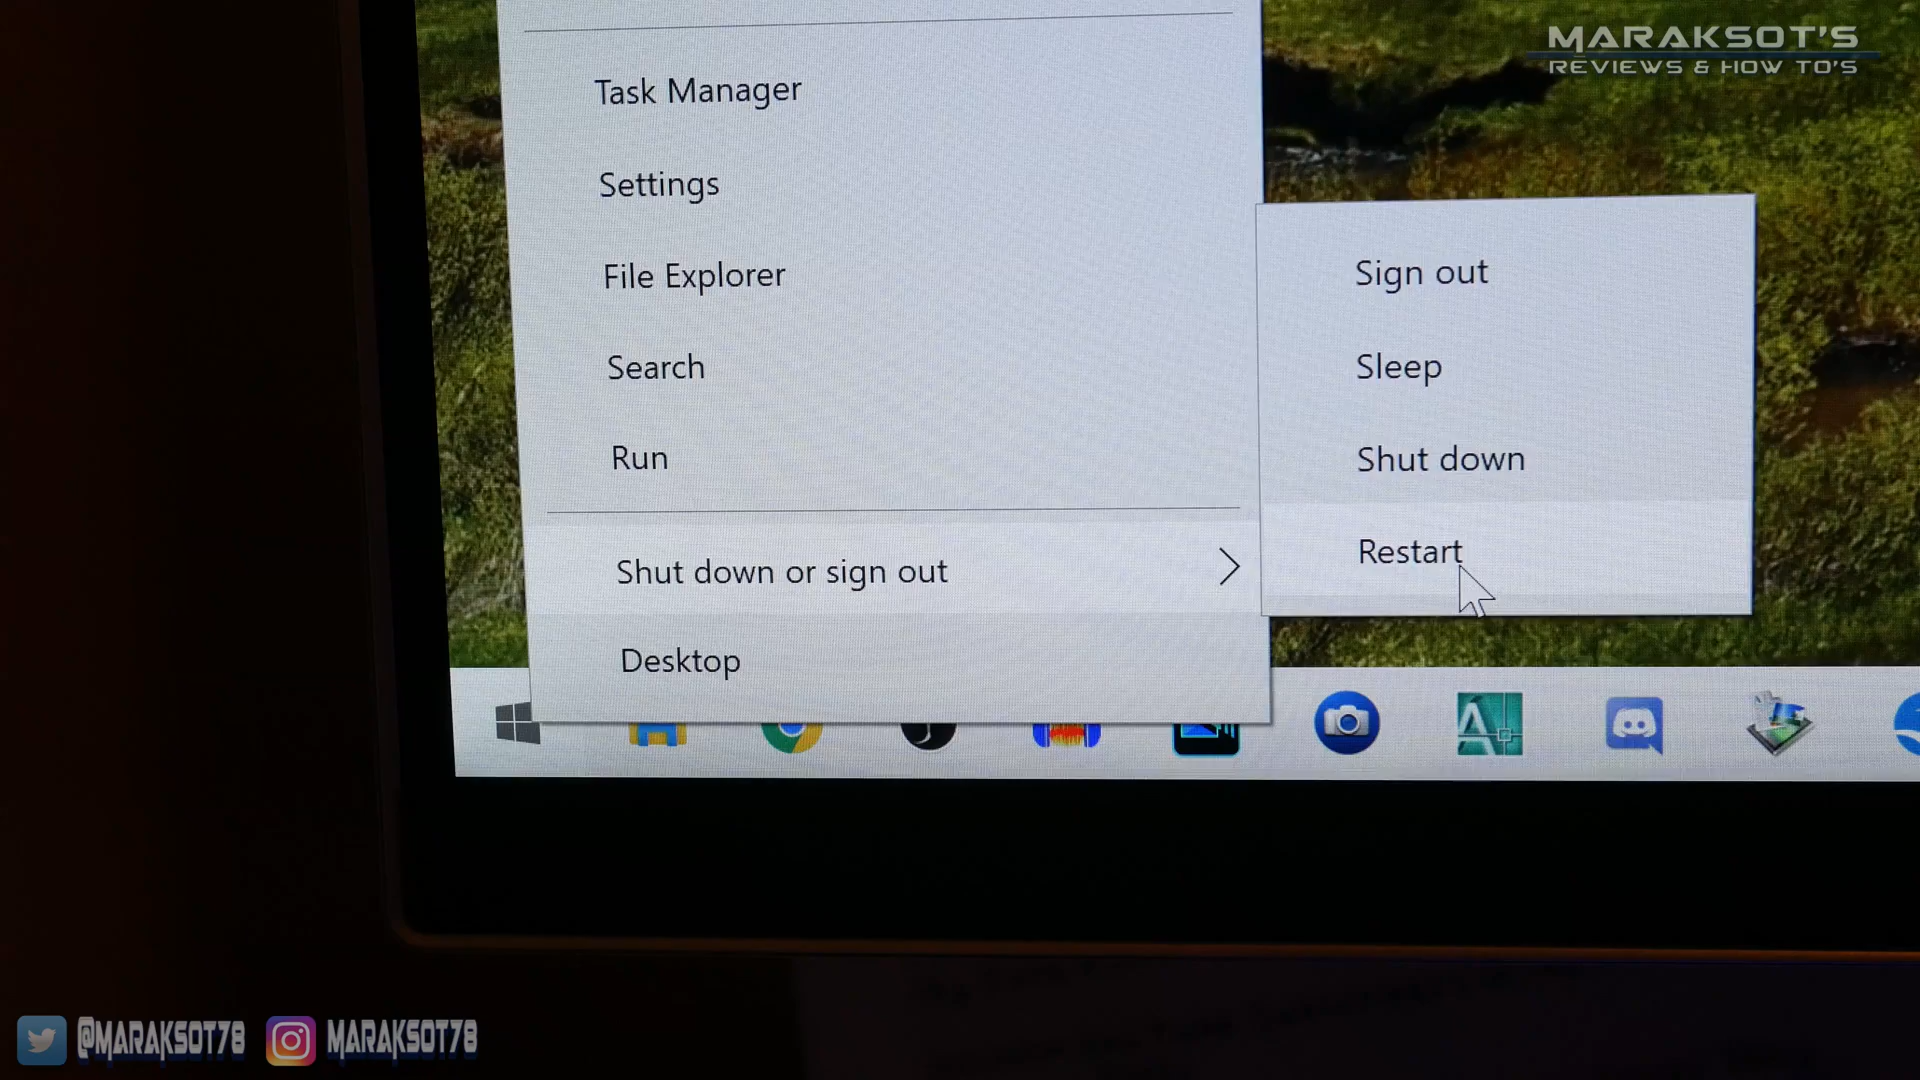 MARAKSOT'S
REVIEWS & HOW TO'S
Task Manager
Settings
File Explorer
Search
Run
Shut down or sign out
Desktop
Sign out
Sleep
Shut down
Restart
@MARAKSOT78
MARAKSOT78